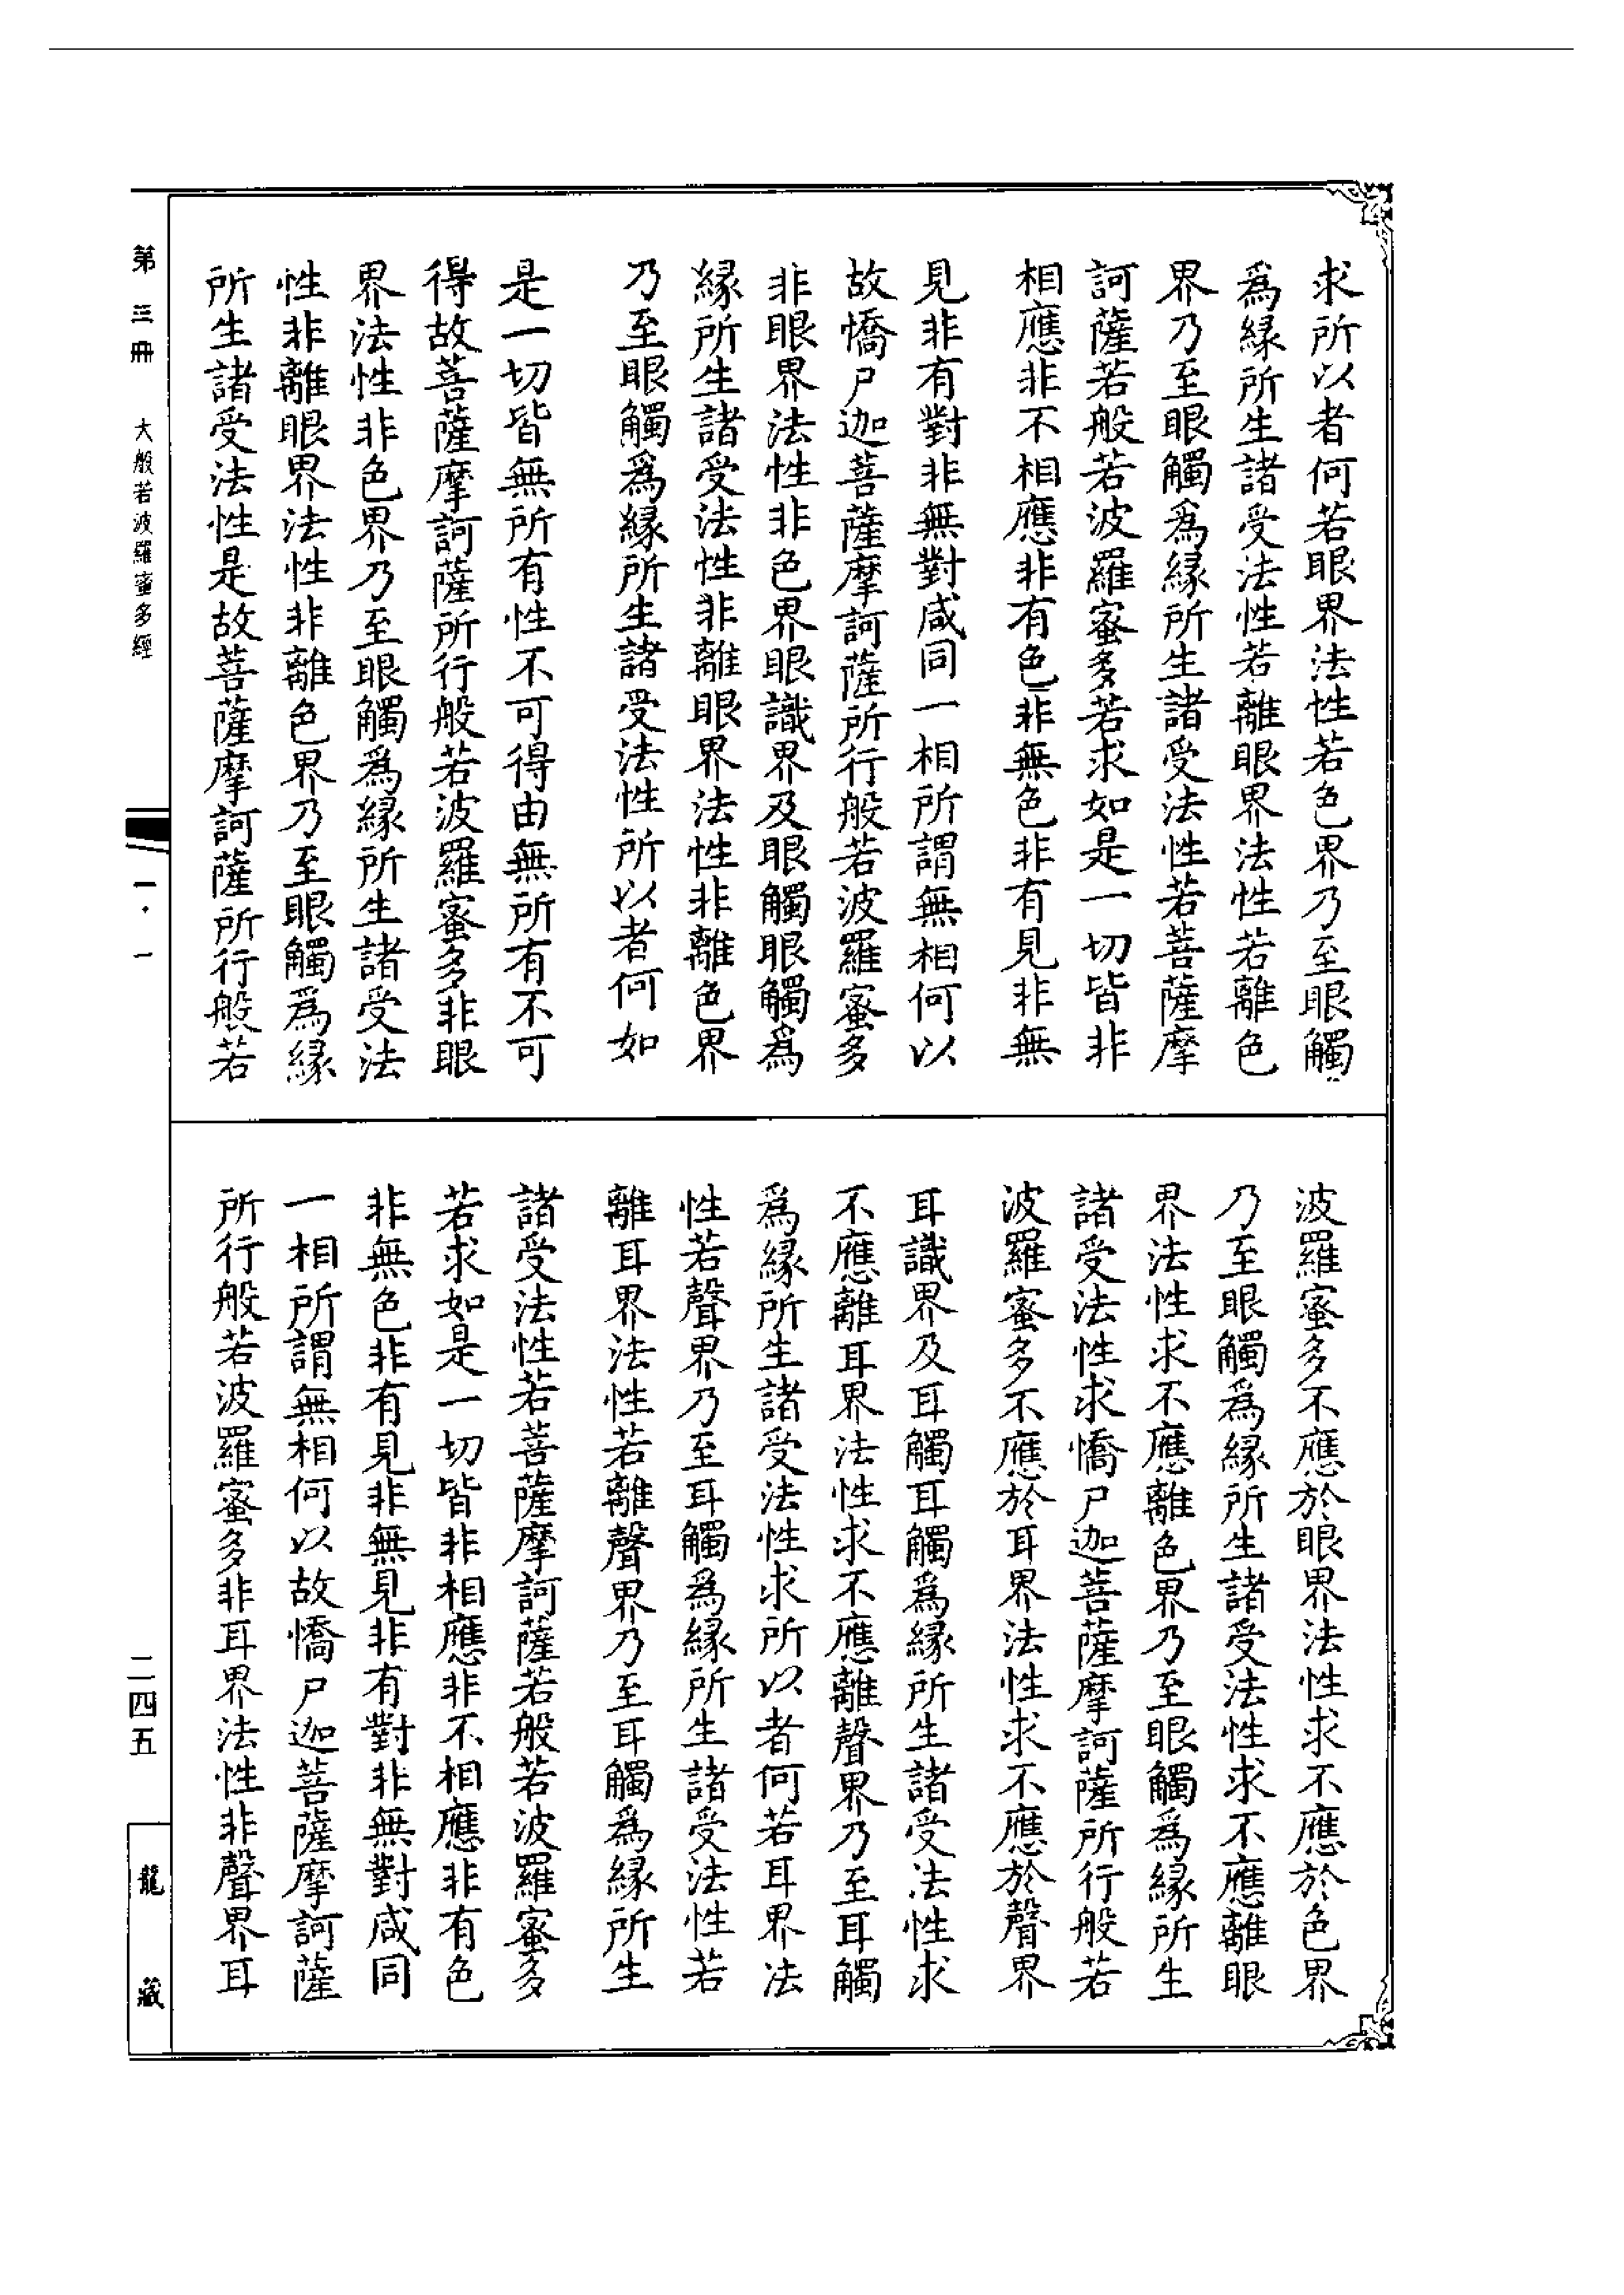 求所以者何若眼界法性若色界乃至眼觸
爲縁所生諸受法性若離眼界法性若離色
界乃至眼觸爲縁所生諸受法性若菩薩摩
訶薩若般若波羅蜜多若求如是一切皆非
相應非不相應非有色非無色非有見非無
見非有對非無對咸同一相所謂無相何以
故憍尸迦菩薩摩訶薩所行般若波羅蜜多
非眼界法性非色界眼識界及眼觸眼觸爲
縁所生諸受法性非離眼界法性非離色界
乃至眼觸爲縁所生諸受法性所以者何如
是一切皆無所有性不可得由無所有不可
得故菩薩摩訶薩所行般若波羅蜜多非眼
界法性非色界乃至眼觸爲縁所生諸受法
性非離眼界法性非離色界乃至眼觸爲縁
所生諸受法性是故菩薩摩訶薩所行般若
波羅蜜多不應於眼界法性求不應於色界
乃至眼觸爲縁所生諸受法性求不應離眼
界法性求不應離色界乃至眼觸爲縁所生
諸受法性求憍尸迦菩薩摩訶薩所行般若
波羅蜜多不應於耳界法性求不應於聲界
耳識界及耳觸耳觸爲縁所生諸受法性求
不應離耳界法性求不應離聲界乃至耳觸
爲縁所生諸受法性求所以者何若耳界法
性若聲界乃至耳觸爲縁所生諸受法性若
離耳界法性若離聲界乃至耳觸爲縁所生
諸受法性若菩薩摩訶薩若般若波羅蜜多
若求如是一切皆非相應非不相應非有色
非無色非有見非無見非有對非無對咸同
一相所謂無相何以故憍尸迦菩薩摩訶薩
所行般若波羅蜜多非耳界法性非聲界耳
第三冊 大般若波羅蜜多經
一·一
二四五
龍藏